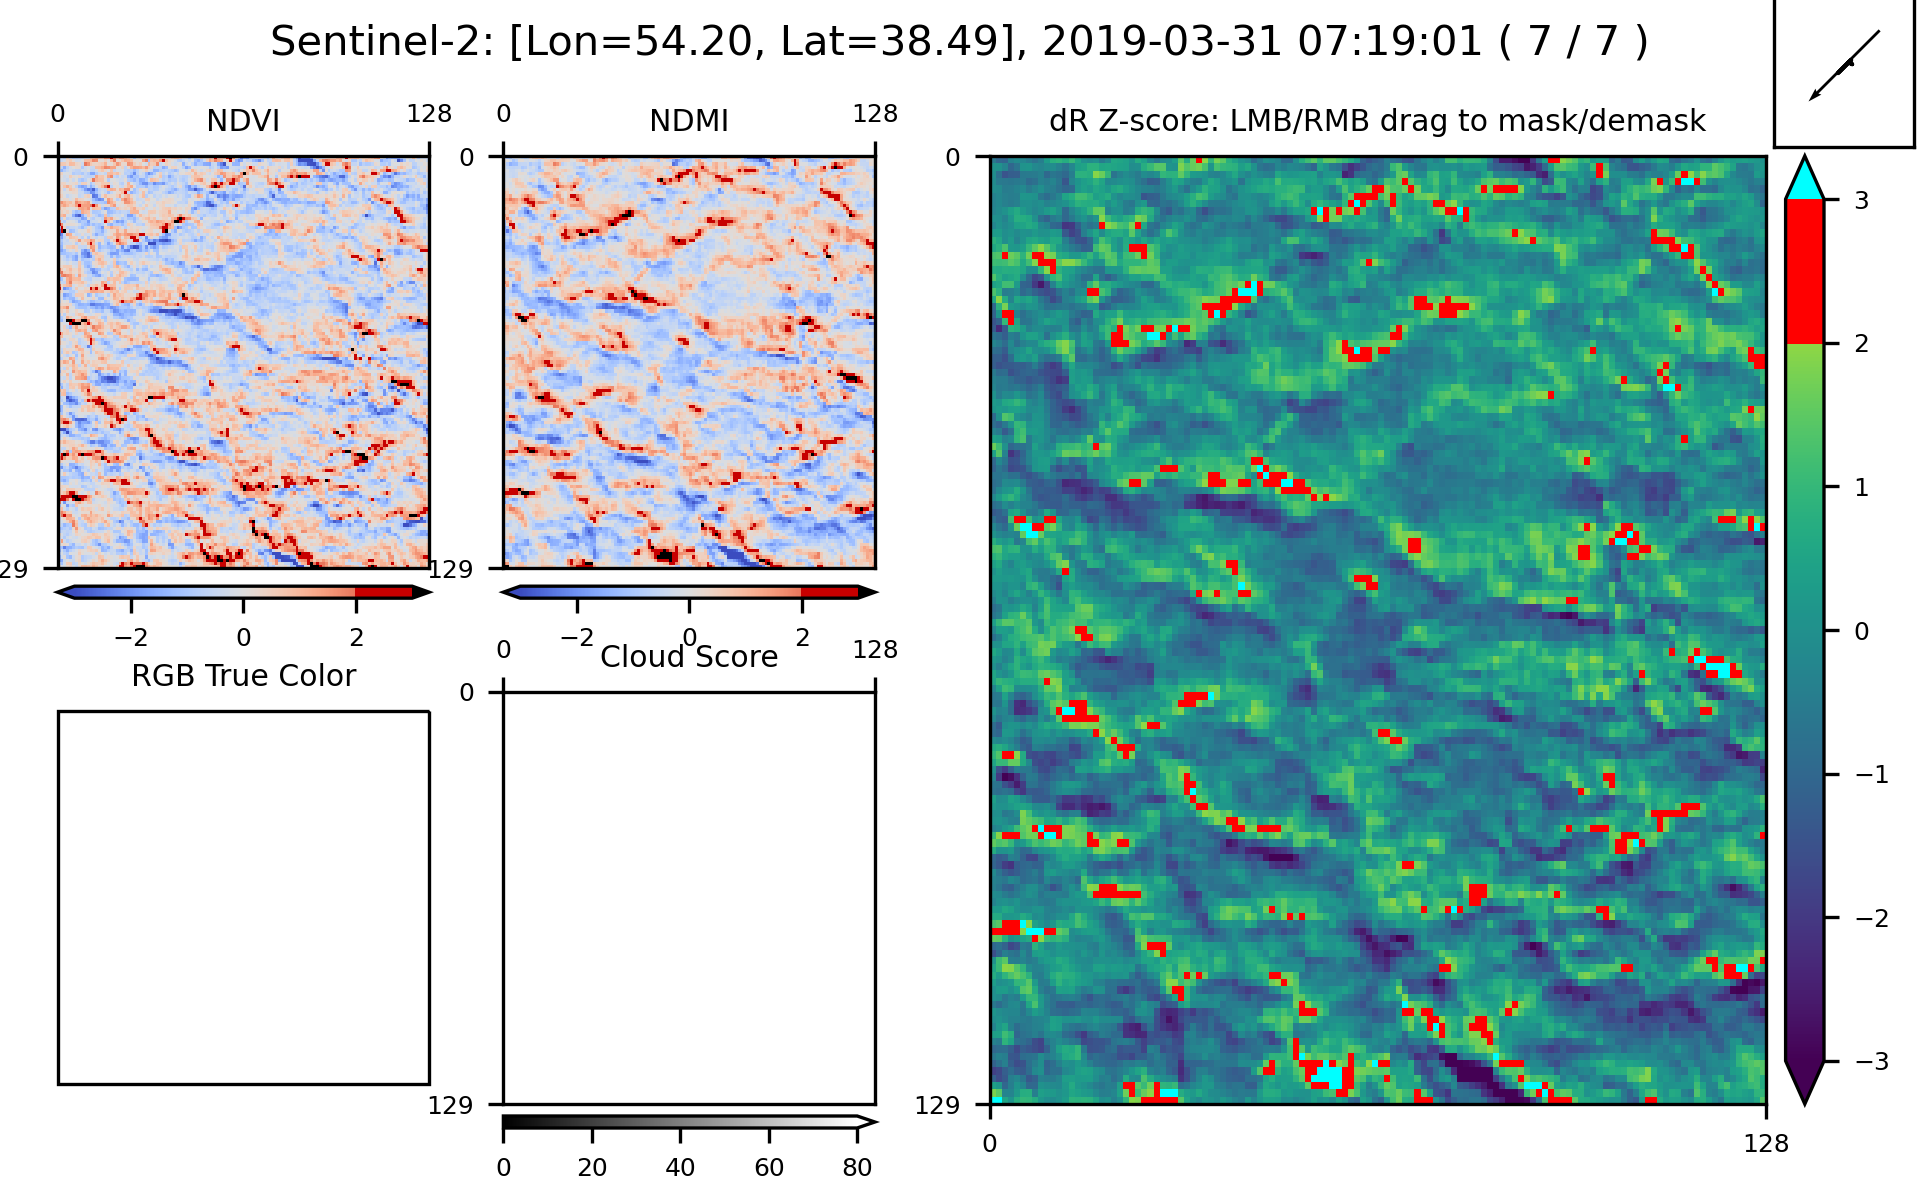 Sentinel-2: [Lon=54.20, Lat=38.49], 2019-03-31 07:19:01 ( 7 / 7 )
0 NDVI 128
0 NDMI 128
dR Z-score: LMB/RMB drag to mask/demask
0
0
0
3
2
1
0
−1
−2
−3
29
129
−2 0 2
−2 0 2
RGB True Color
0 Cloud Score 128
0
129
129
0 20 40 60 80
0 128